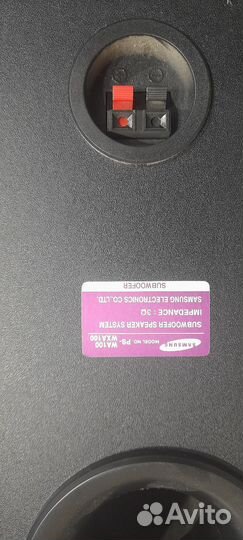 SAMSUNG
MODEL NO. PS-WA100
WXA100
SUBWOOFER SPEAKER SYSTEM
IMPEDANCE : 3Ω
SAMSUNG ELECTRONICS CO.,LTD.
SUBWOOFER
Avito